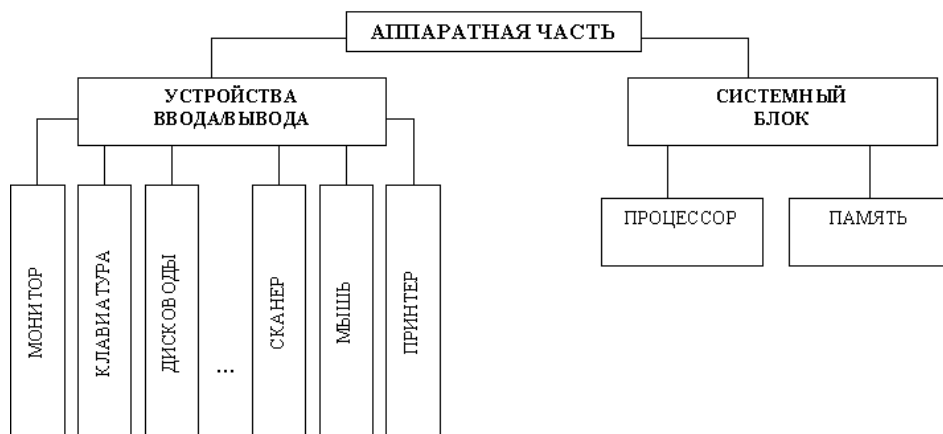 АППАРАТНАЯ ЧАСТЬ
УСТРОЙСТВА
ВВОДА/ВЫВОДА
СИСТЕМНЫЙ
БЛОК
МОНИТОР
КЛАВИАТУРА
ДИСКОВОДЫ
...
СКАНЕР
МЫШЬ
ПРИНТЕР
ПРОЦЕССОР
ПАМЯТЬ